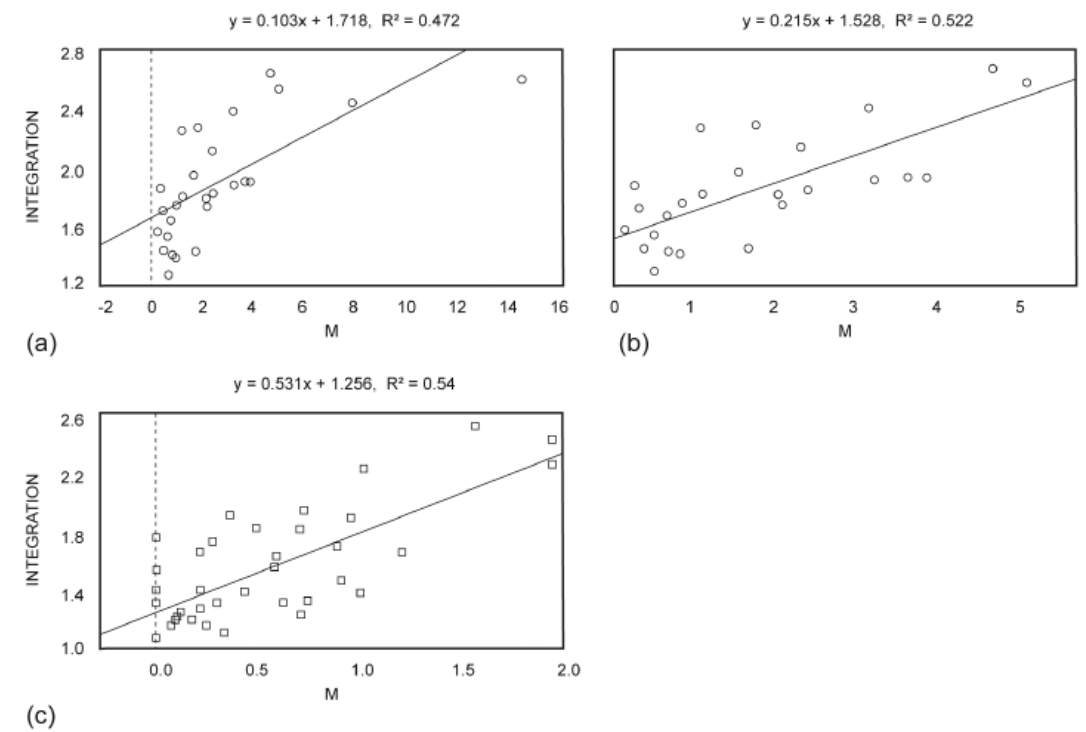 y = 0.103x + 1.718, R² = 0.472
2.8
2.4
2.0
1.6
1.2
INTEGRATION
-2 0 2 4 6 8 10 12 14 16
M
(a)
y = 0.215x + 1.528, R² = 0.522
0 1 2 3 4 5
M
(b)
y = 0.531x + 1.256, R² = 0.54
2.6
2.2
1.8
1.4
1.0
INTEGRATION
0.0 0.5 1.0 1.5 2.0
M
(c)